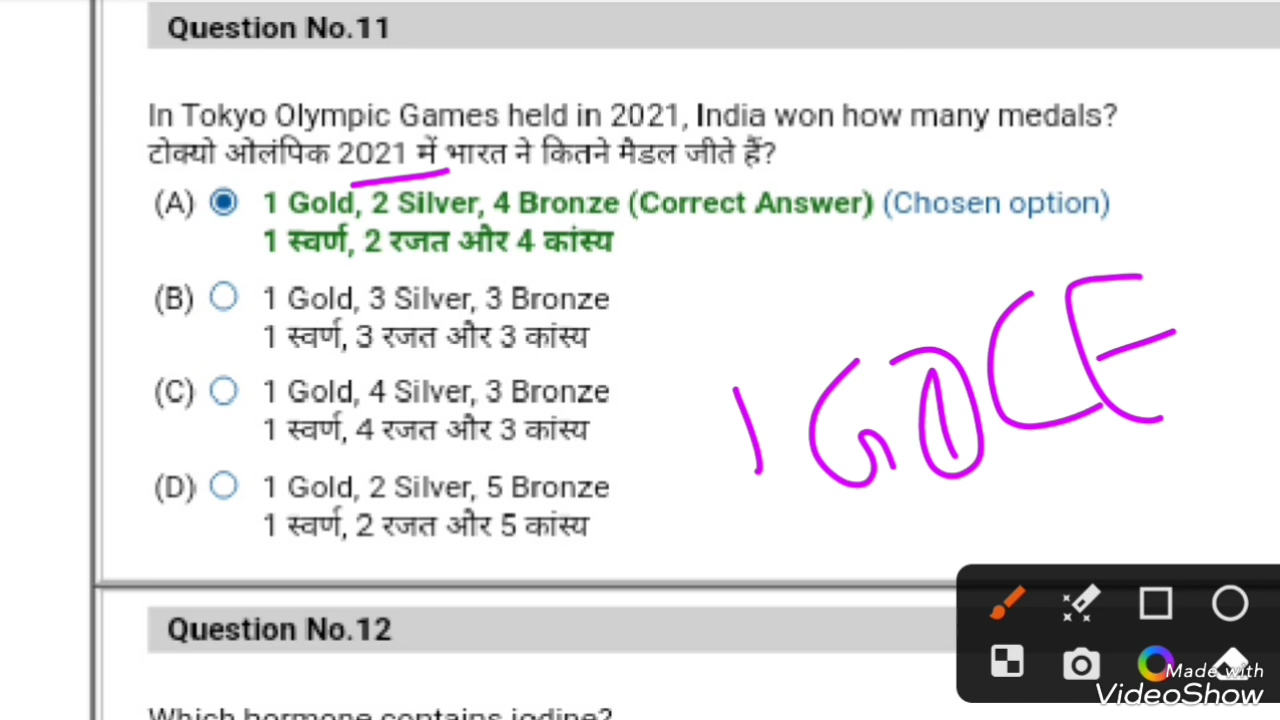 Question No.11
In Tokyo Olympic Games held in 2021, India won how many medals?
टोक्यो ओलंपिक 2021 में भारत ने कितने मैडल जीते हैं?
(A) 1 Gold, 2 Silver, 4 Bronze (Correct Answer) (Chosen option)
1 स्वर्ण, 2 रजत और 4 कांस्य
(B) 1 Gold, 3 Silver, 3 Bronze
1 स्वर्ण, 3 रजत और 3 कांस्य
(C) 1 Gold, 4 Silver, 3 Bronze
1 स्वर्ण, 4 रजत और 3 कांस्य
(D) 1 Gold, 2 Silver, 5 Bronze
1 स्वर्ण, 2 रजत और 5 कांस्य
Question No.12
Which hormone contains iodine?
Made with
VideoShow